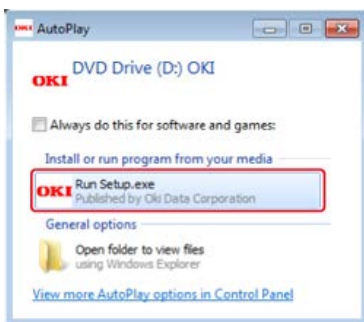 OKI AutoPlay
DVD Drive (D:) OKI
OKI
Always do this for software and games:
Install or run program from your media
OKI Run Setup.exe
Published by Oki Data Corporation
General options
Open folder to view files
using Windows Explorer
View more AutoPlay options in Control Panel